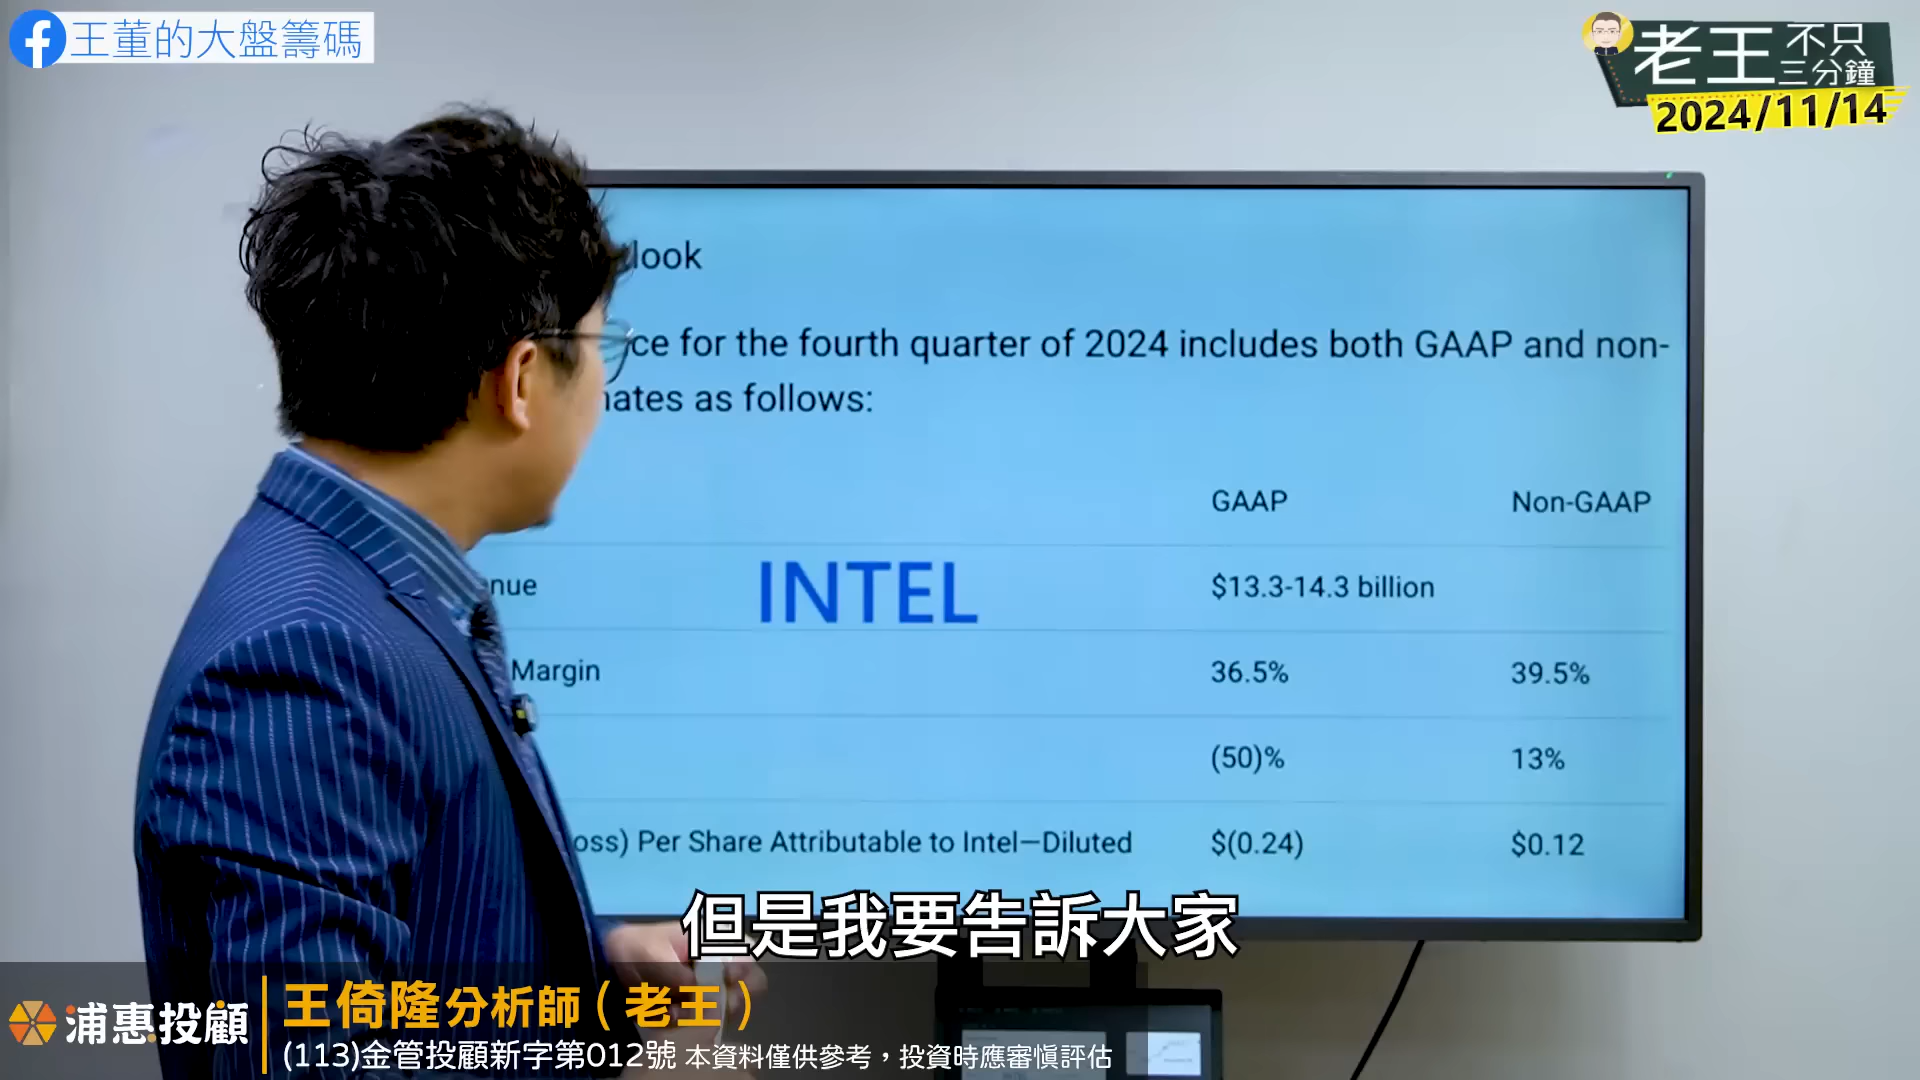 王董的大盤籌碼
老王不只三分鐘
2024/11/14
look
ce for the fourth quarter of 2024 includes both GAAP and non-
ates as follows:
GAAP Non-GAAP
nue INTEL $13.3-14.3 billion
Margin 36.5% 39.5%
(50)% 13%
oss) Per Share Attributable to Intel—Diluted $(0.24) $0.12
但是我要告訴大家
浦惠投顧
王倚隆分析師(老王)
(113)金管投顧新字第012號 本資料僅供參考,投資時應審慎評估